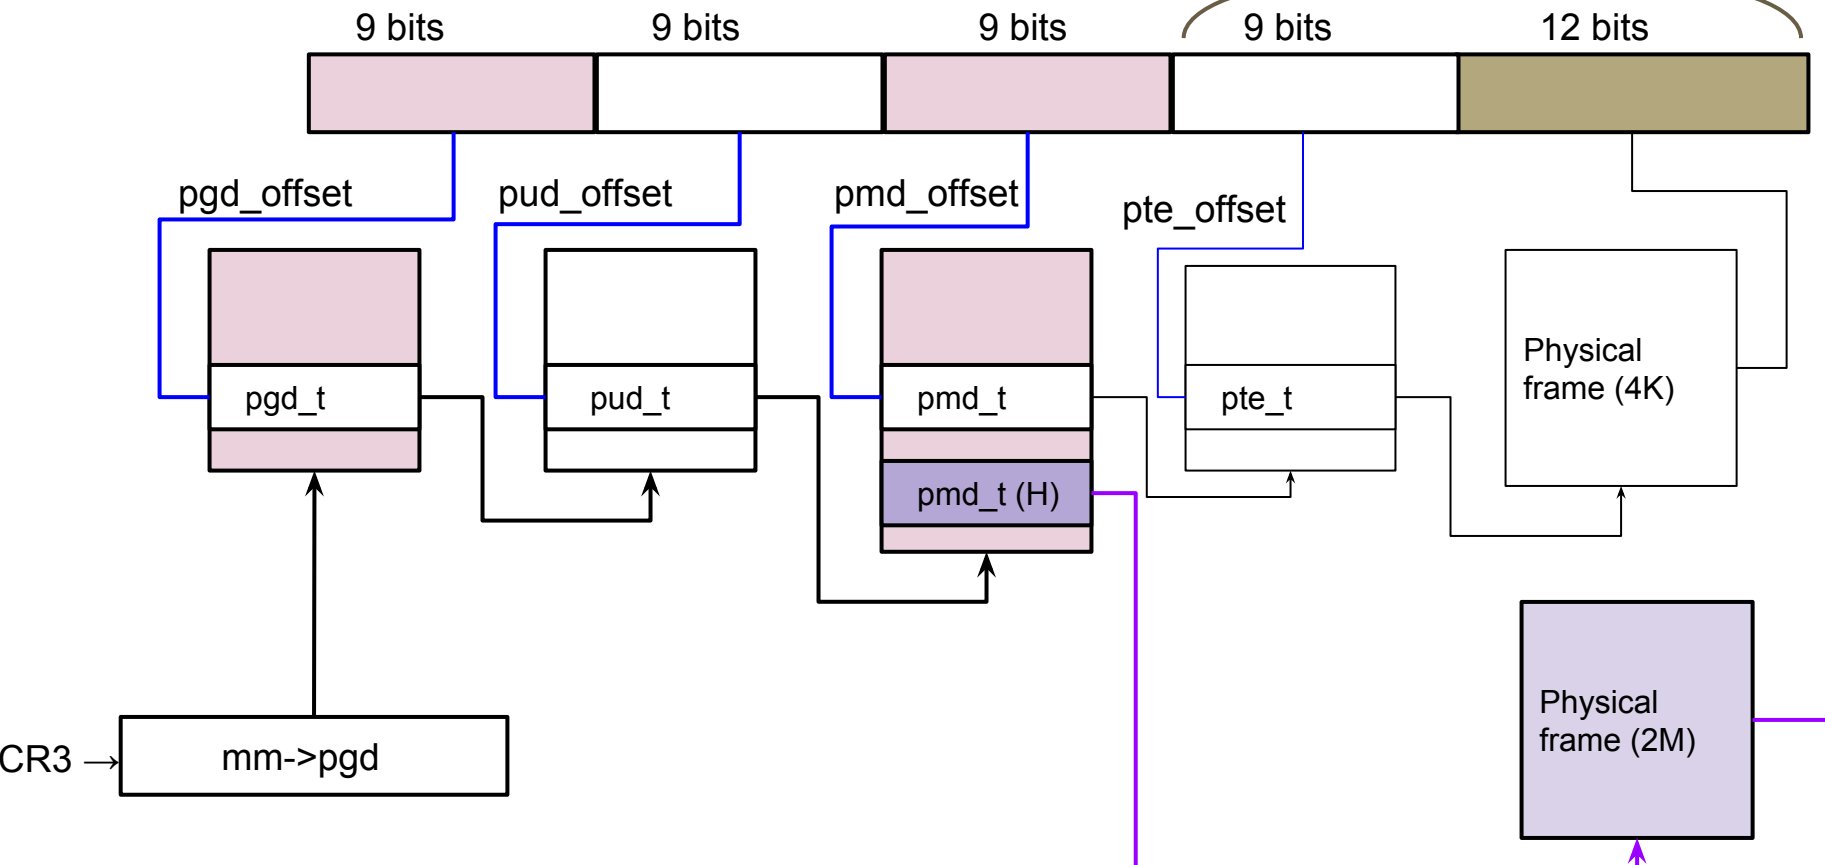 9 bits
9 bits
9 bits
9 bits
12 bits
pgd_offset
pud_offset
pmd_offset
pte_offset
pgd_t
pud_t
pmd_t
pte_t
Physical
frame (4K)
pmd_t (H)
Physical
frame (2M)
CR3 →
mm->pgd